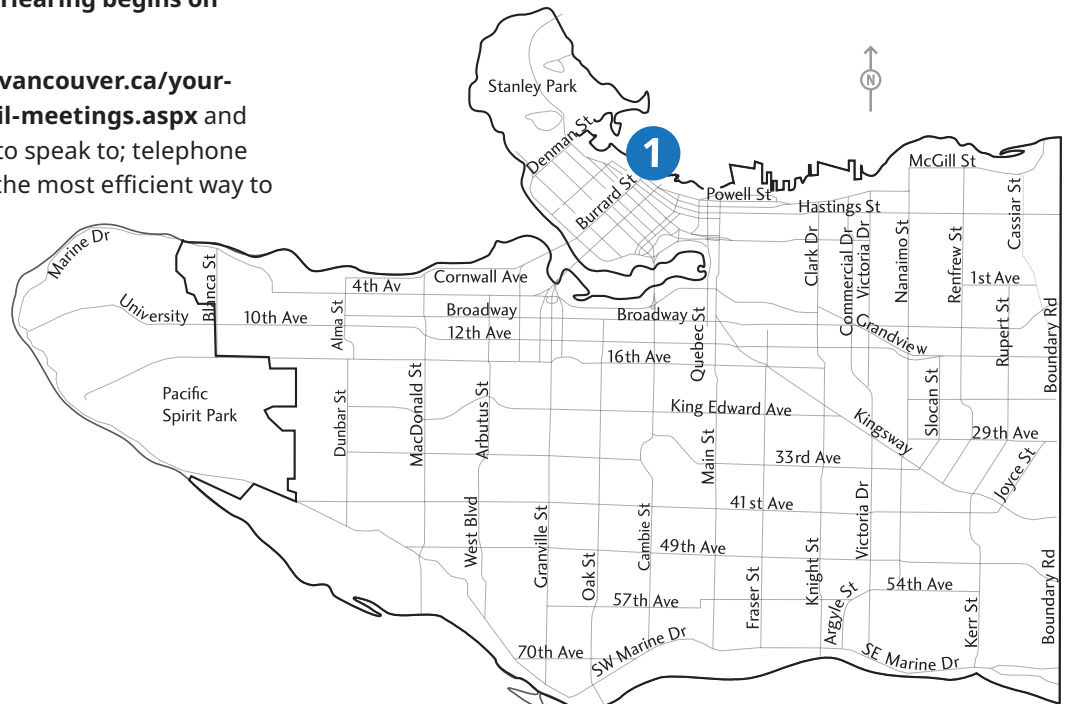 Hearing begins on
vancouver.ca/your-
il-meetings.aspx and
to speak to; telephone
the most efficient way to
N
Stanley Park
Denman St
1
Burrard St
McGill St
Powell St
Hastings St
Cassiar St
Marine Dr
Blanca St
Cornwall Ave
4th Av
Clark Dr
Commercial Dr
Victoria Dr
Nanaimo St
Renfrew St
1st Ave
University
10th Ave
Alma St
Broadway
12th Ave
Broadway
16th Ave
Quebec St
Grandview
Rupert St
Boundary Rd
Pacific
Spirit Park
Dunbar St
MacDonald St
Arbutus St
King Edward Ave
Main St
33rd Ave
Kingsway
Slocan St
29th Ave
Joyce St
41st Ave
West Blvd
Granville St
Oak St
Cambie St
49th Ave
Victoria Dr
57th Ave
Fraser St
Knight St
Argyle St
54th Ave
Kerr St
Boundary Rd
70th Ave
SW Marine Dr
SE Marine Dr